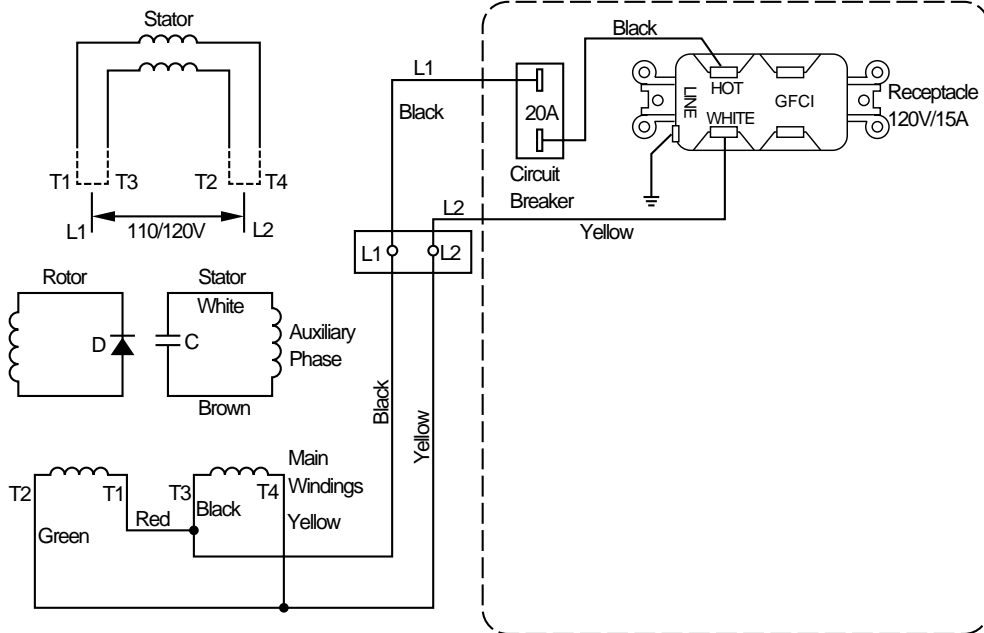 Stator
T1
T3
T2
T4
L1
110/120V
L2
Rotor
D
Stator
White
C
Auxiliary
Phase
Brown
T2
T1
T3
T4
Main
Windings
Green
Red
Black
Yellow
L1
Black
L1
L2
L2
Yellow
Black
Yellow
20A
Circuit
Breaker
Black
LINE
HOT
WHITE
GFCI
Receptacle
120V/15A